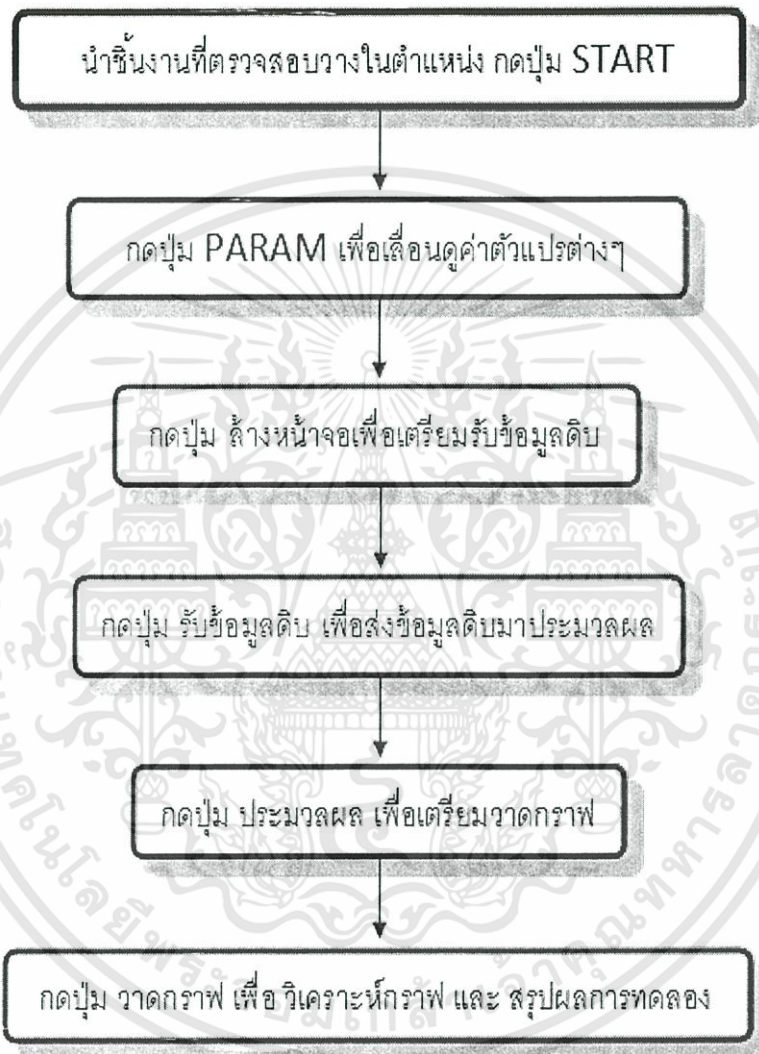 นำชิ้นงานที่ตรวจสอบวางในตำแหน่ง กดปุ่ม START
กดปุ่ม PARAM เพื่อเลื่อนดูค่าตัวแปรต่างๆ
กดปุ่ม ล้างหน้าจอเพื่อเตรียมรับข้อมูลดิบ
กดปุ่ม รับข้อมูลดิบ เพื่อส่งข้อมูลดิบมาประมวลผล
กดปุ่ม ประมวลผล เพื่อเตรียมวาดกราฟ
กดปุ่ม วาดกราฟ เพื่อ วิเคราะห์กราฟ และ สรุปผลการทดลอง